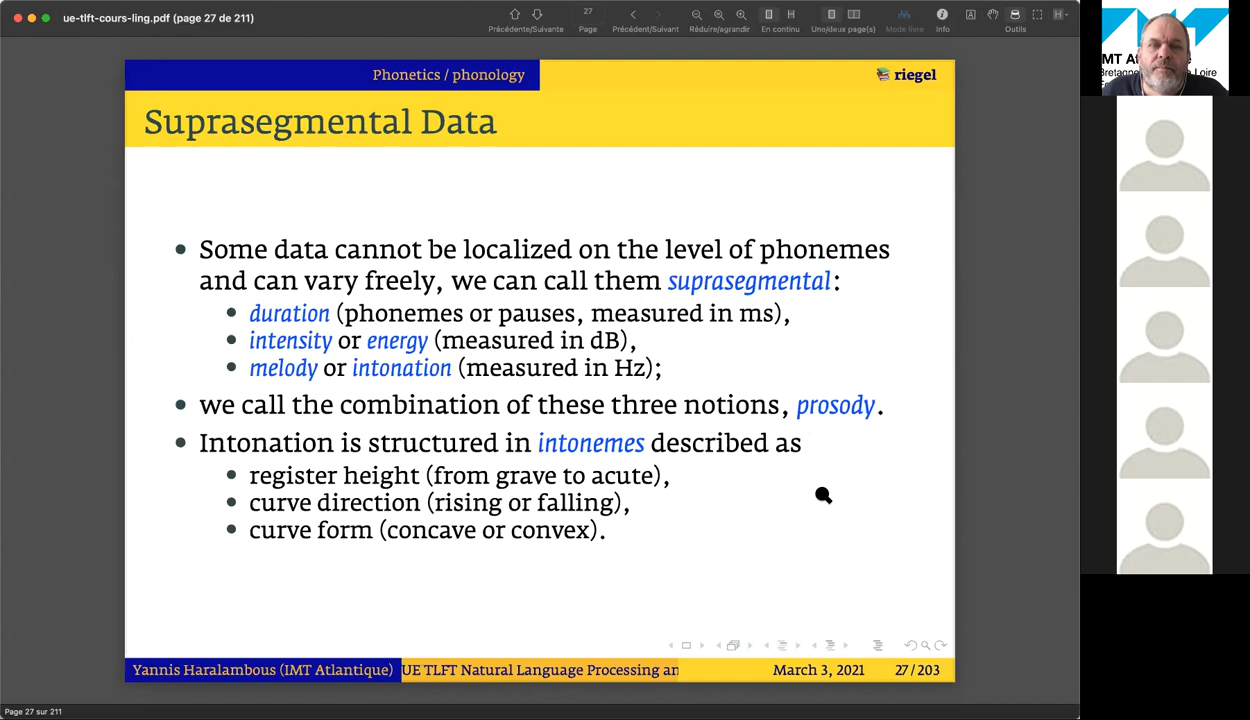 ue-tlft-cours-ling.pdf (page 27 de 211)
27
Précédente/Suivante
Page
Précédent/Suivant
Réduire/agrandir
En continu
Une/deux page(s)
Mode livre
Info
Outils
Phonetics / phonology
riegel
Suprasegmental Data
• Some data cannot be localized on the level of phonemes
and can vary freely, we can call them suprasegmental:
• duration (phonemes or pauses, measured in ms),
• intensity or energy (measured in dB),
• melody or intonation (measured in Hz);
• we call the combination of these three notions, prosody.
• Intonation is structured in intonemes described as
• register height (from grave to acute),
• curve direction (rising or falling),
• curve form (concave or convex).
Yannis Haralambous (IMT Atlantique)
UE TLFT Natural Language Processing an
March 3, 2021
27/203
Page 27 sur 211